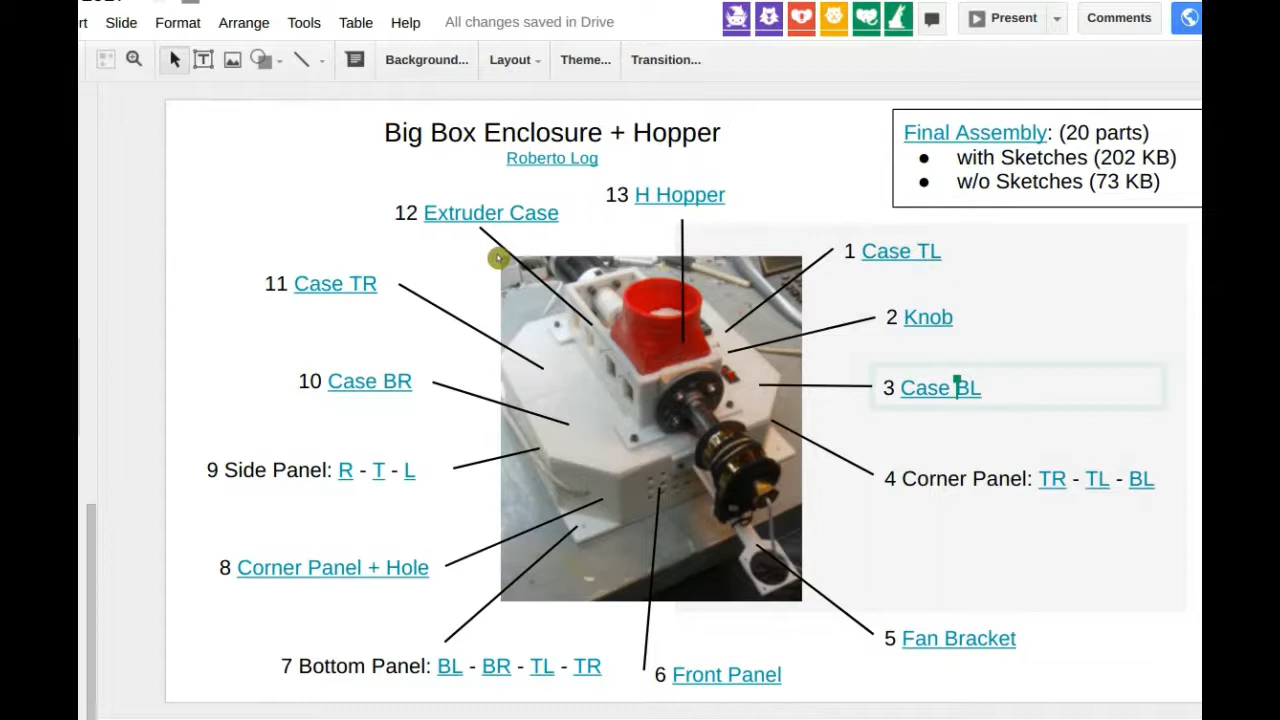 Slide Format Arrange Tools Table Help All changes saved in Drive
Present Comments
Background... Layout Theme... Transition...
Big Box Enclosure + Hopper
Roberto Log
Final Assembly: (20 parts)
● with Sketches (202 KB)
● w/o Sketches (73 KB)
13 H Hopper
12 Extruder Case
1 Case TL
11 Case TR
2 Knob
10 Case BR
3 Case BL
9 Side Panel: R - T - L
4 Corner Panel: TR - TL - BL
8 Corner Panel + Hole
5 Fan Bracket
7 Bottom Panel: BL - BR - TL - TR
6 Front Panel